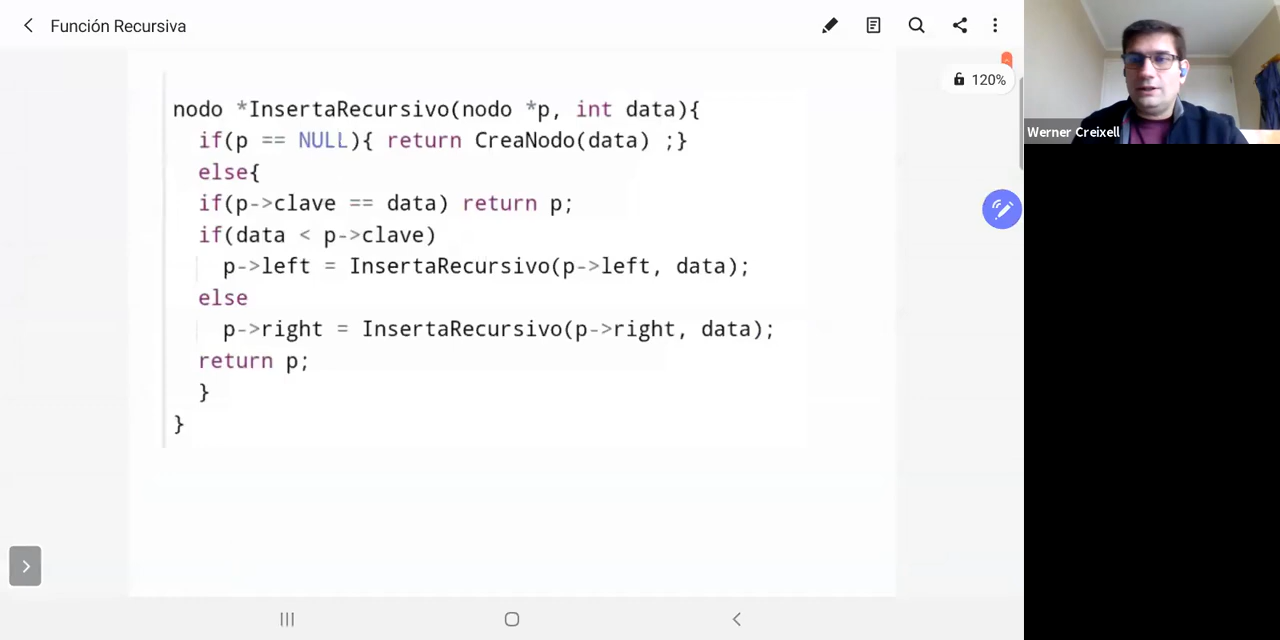 Función Recursiva
120%
nodo *InsertaRecursivo(nodo *p, int data){
if(p == NULL){ return CreaNodo(data) ;}
else{
if(p->clave == data) return p;
if(data < p->clave)
p->left = InsertaRecursivo(p->left, data);
else
p->right = InsertaRecursivo(p->right, data);
return p;
}
}
Werner Creixell